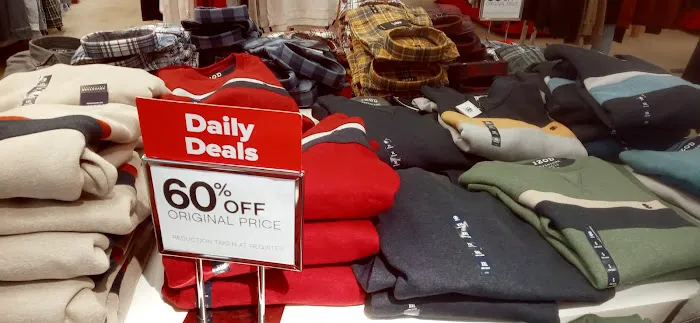 Daily
Deals
60% OFF
ORIGINAL PRICE
REDUCTION TAKEN AT REGISTER
IZOD
IZOD